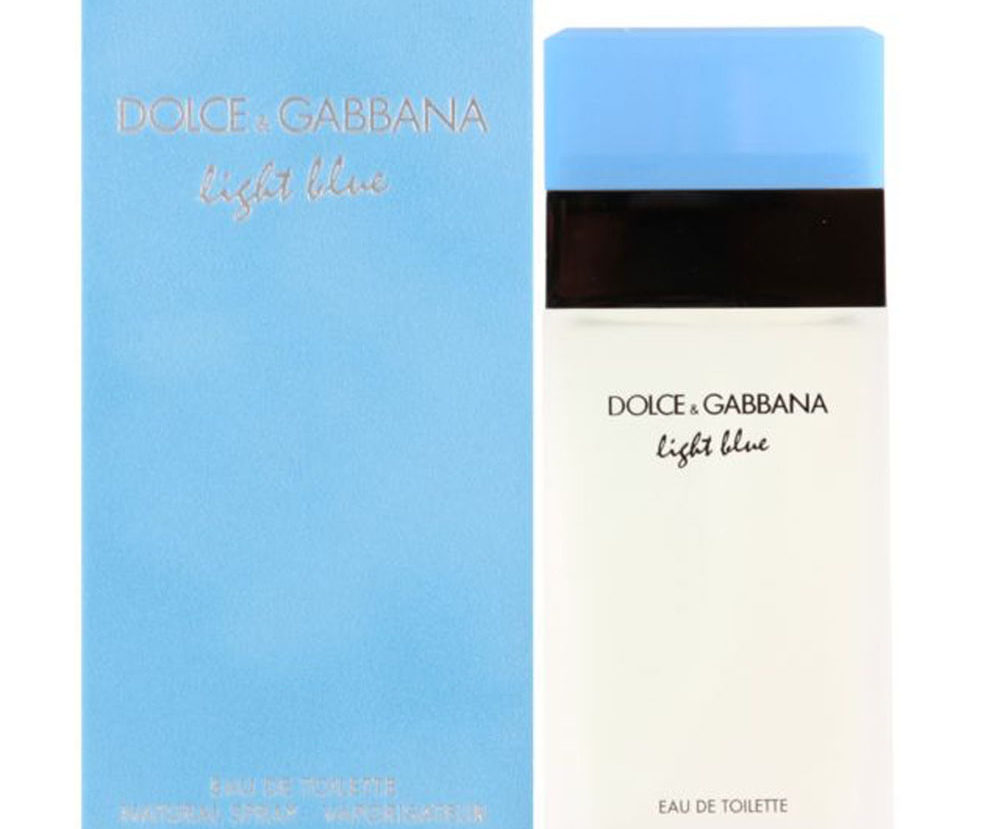 DOLCE & GABBANA
light blue
EAU DE TOILETTE
NATURAL SPRAY VAPORISATEUR
DOLCE & GABBANA
light blue
EAU DE TOILETTE